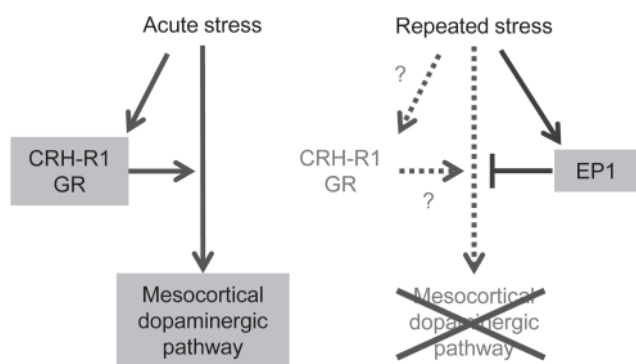 Acute stress
CRH-R1
GR
Mesocortical
dopaminergic
pathway
Repeated stress
?
CRH-R1
GR
?
EP1
Mesocortical
dopaminergic
pathway